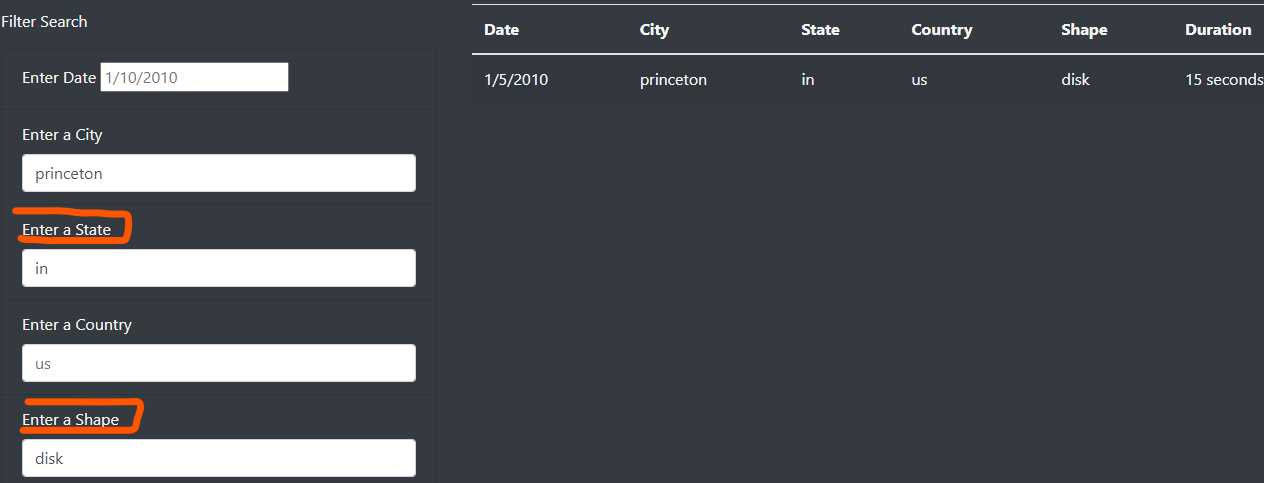 Filter Search
Enter Date 1/10/2010
Enter a City
princeton
Enter a State
in
Enter a Country
us
Enter a Shape
disk
Date City State Country Shape Duration
1/5/2010 princeton in us disk 15 seconds